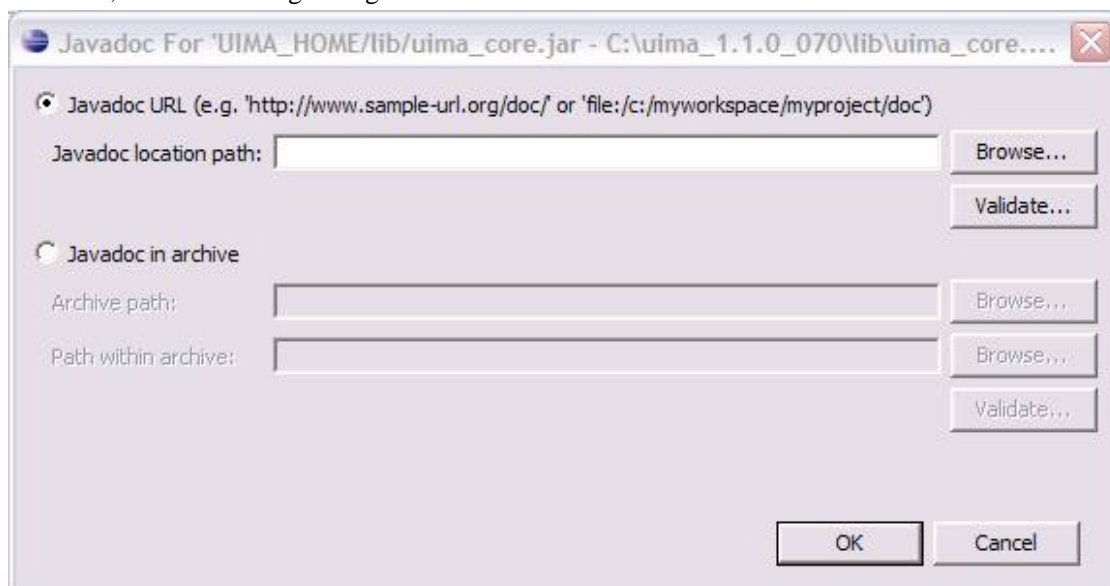 Javadoc For 'UIMA_HOME/lib/uima_core.jar - C:\uima_1.1.0_070\lib\uima_core....
Javadoc URL (e.g. 'http://www.sample-url.org/doc/' or 'file:/c:/myworkspace/myproject/doc')
Javadoc location path: Browse...
Validate...
Javadoc in archive
Archive path: Browse...
Path within archive: Browse...
Validate...
OK Cancel